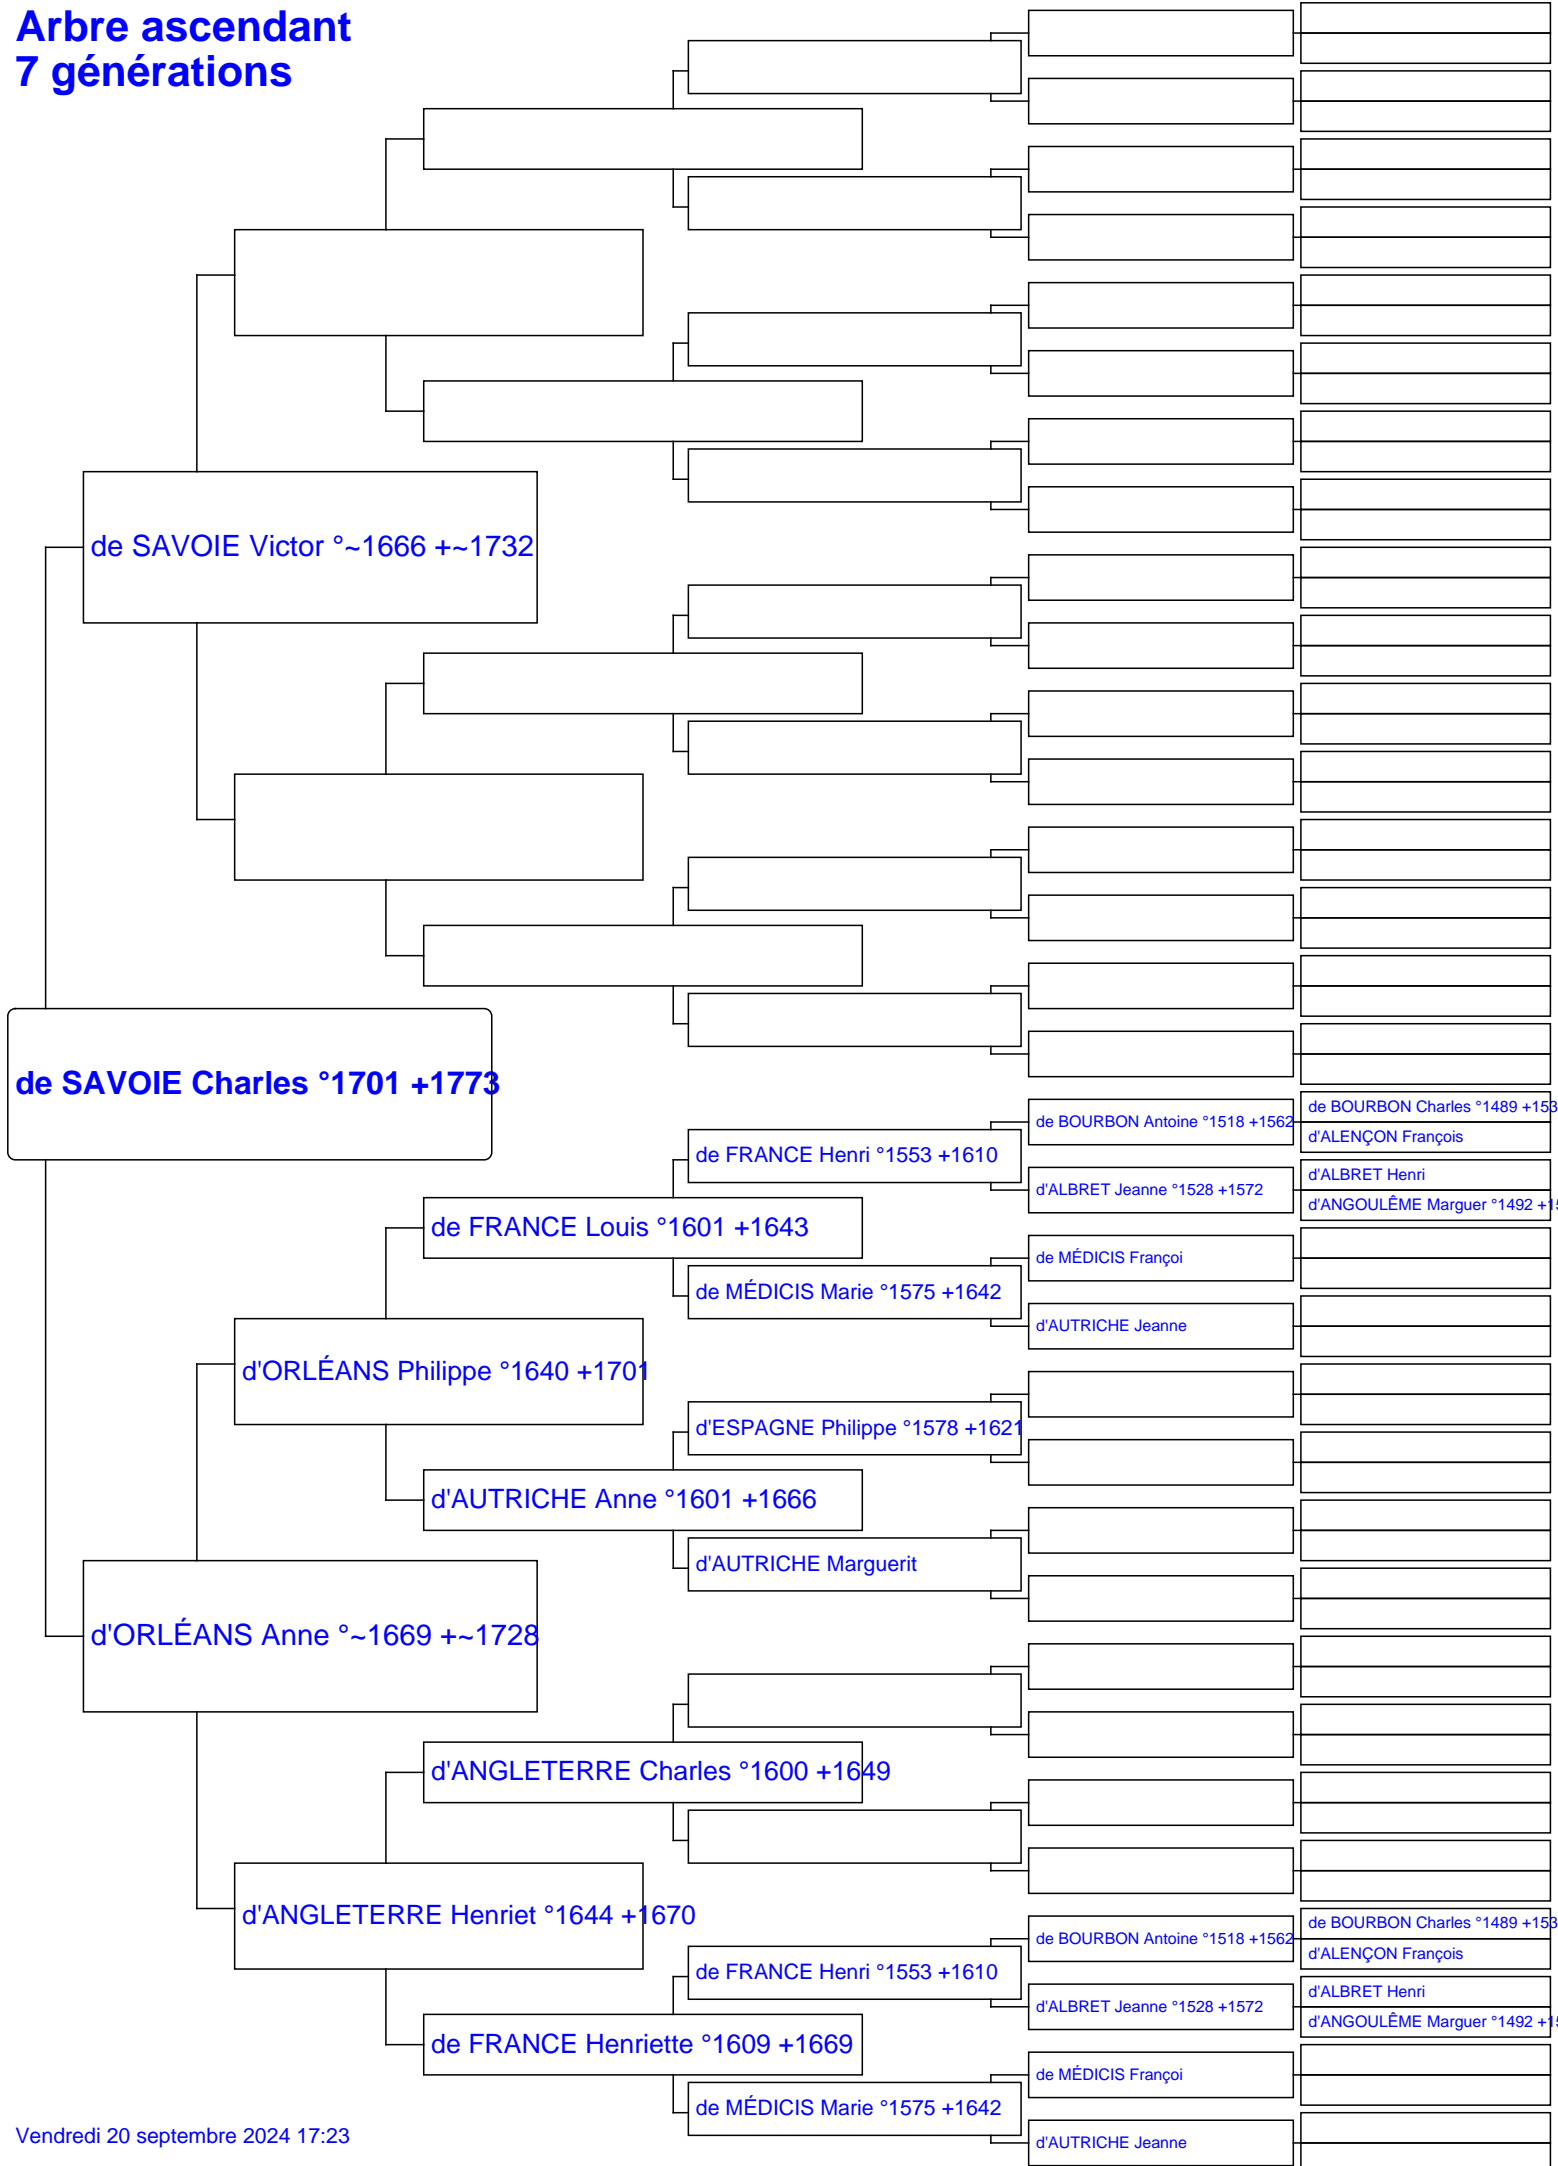 Arbre ascendant
7 générations
de SAVOIE Victor °~1666 +~1732
de SAVOIE Charles °1701 +1773
de BOURBON Antoine °1518 +1562
de BOURBON Charles °1489 +153
d'ALENÇON François
de FRANCE Henri °1553 +1610
d'ALBRET Jeanne °1528 +1572
d'ALBRET Henri
d'ANGOULÊME Marguer °1492 +15
de FRANCE Louis °1601 +1643
de MÉDICIS Françoi
de MÉDICIS Marie °1575 +1642
d'AUTRICHE Jeanne
d'ORLÉANS Philippe °1640 +1701
d'ESPAGNE Philippe °1578 +1621
d'AUTRICHE Anne °1601 +1666
d'AUTRICHE Marguerit
d'ORLÉANS Anne °~1669 +~1728
d'ANGLETERRE Charles °1600 +1649
d'ANGLETERRE Henriet °1644 +1670
de BOURBON Antoine °1518 +1562
de BOURBON Charles °1489 +153
d'ALENÇON François
de FRANCE Henri °1553 +1610
d'ALBRET Jeanne °1528 +1572
d'ALBRET Henri
d'ANGOULÊME Marguer °1492 +15
de FRANCE Henriette °1609 +1669
de MÉDICIS Françoi
de MÉDICIS Marie °1575 +1642
d'AUTRICHE Jeanne
Vendredi 20 septembre 2024 17:23